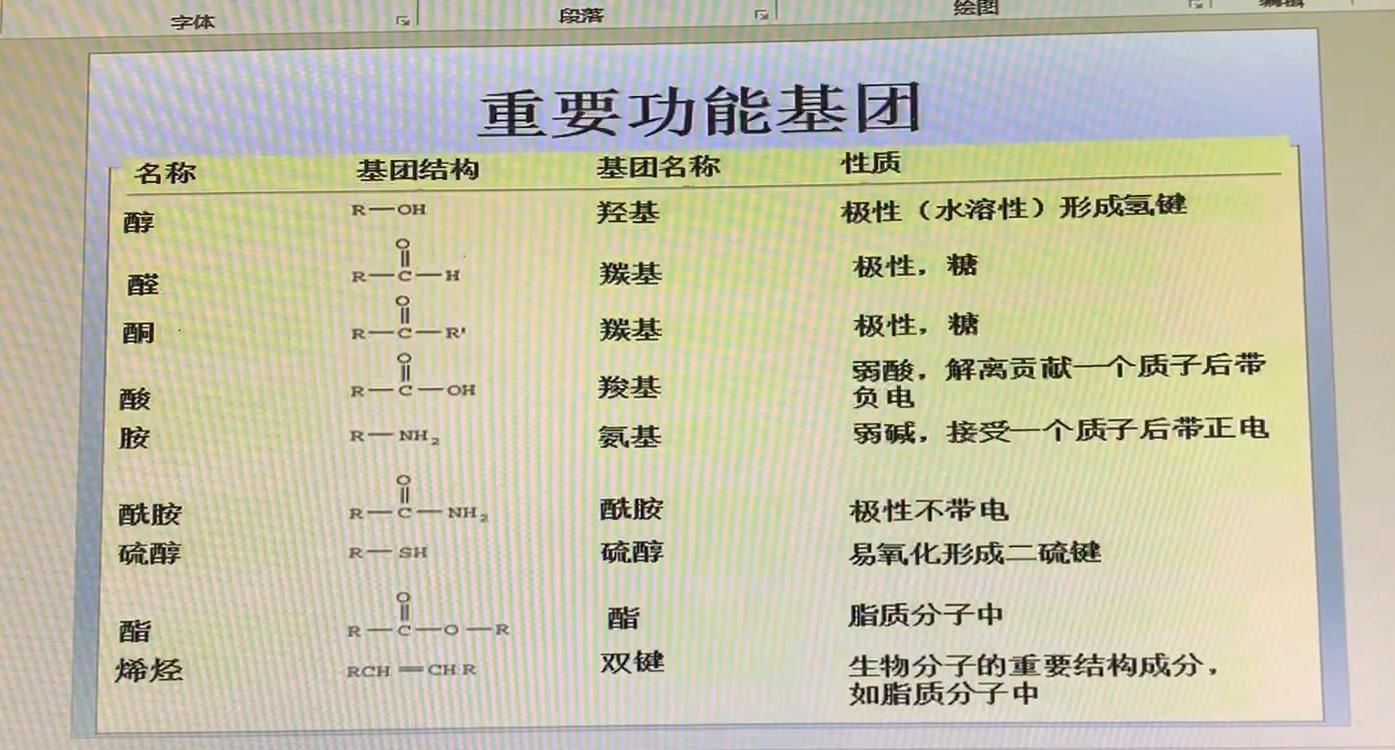 字体 段落 绘图 编辑
重要功能基团
名称 基团结构 基团名称 性质
醇 R—OH 羟基 极性（水溶性）形成氢键
O
醛 R—C—H 羰基 极性，糖
O
酮 R—C—R' 羰基 极性，糖
O
酸 R—C—OH 羧基 弱酸，解离贡献一个质子后带
负电
胺 R—NH2 氨基 弱碱，接受一个质子后带正电
O
酰胺 R—C—NH2 酰胺 极性不带电
硫醇 R—SH 硫醇 易氧化形成二硫键
O
酯 R—C—O—R 酯 脂质分子中
烯烃 RCH═CHR 双键 生物分子的重要结构成分，
如脂质分子中